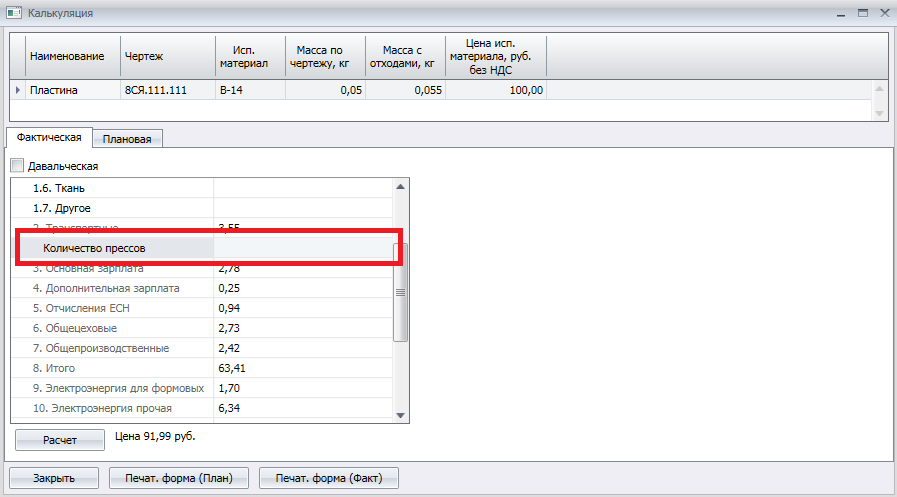 Калькуляция
Наименование
Чертеж
Исп. материал
Масса по чертежу, кг
Масса с отходами, кг
Цена исп. материала, руб. без НДС
Пластина 8СЯ.111.111 В-14 0,05 0,055 100,00
Фактическая Плановая
Давальческая
1.6. Ткань
1.7. Другое
2. Транспортные 3,55
Количество прессов
3. Основная зарплата 2,78
4. Дополнительная зарплата 0,25
5. Отчисления ЕСН 0,94
6. Общецеховые 2,73
7. Общепроизводственные 2,42
8. Итого 63,41
9. Электроэнергия для формовых 1,70
10. Электроэнергия прочая 6,34
Расчет Цена 91,99 руб.
Закрыть Печат. форма (План) Печат. форма (Факт)